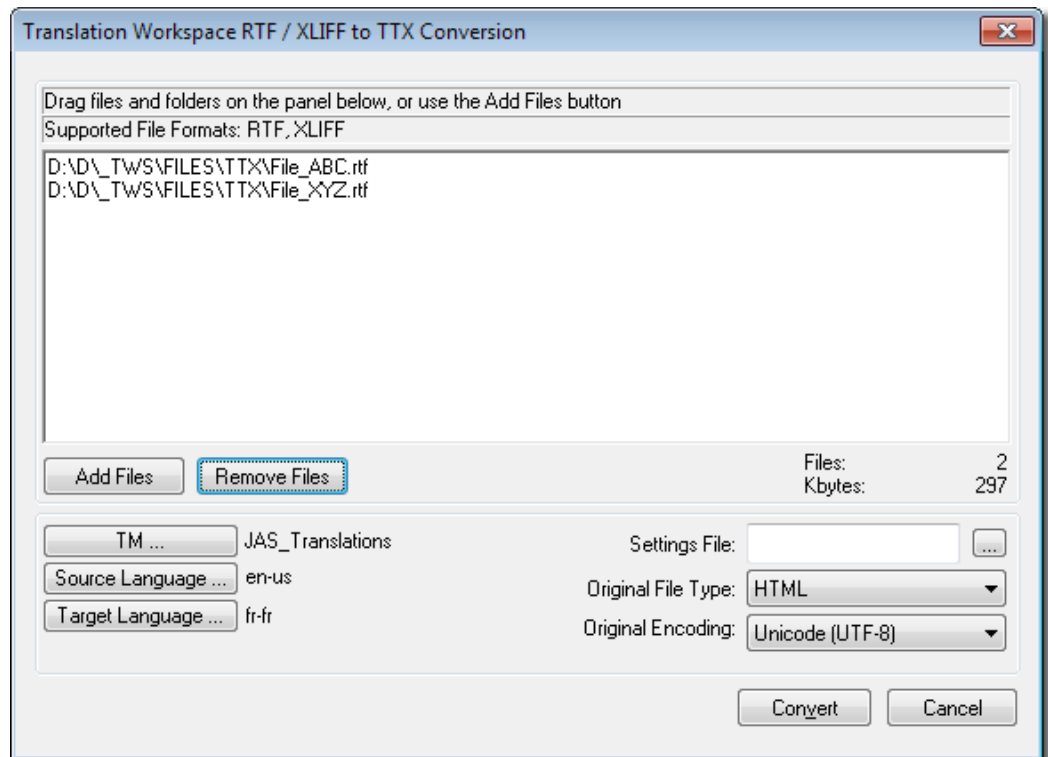 Translation Workspace RTF / XLIFF to TTX Conversion
Drag files and folders on the panel below, or use the Add Files button
Supported File Formats: RTF, XLIFF
D:\D\_TWS\FILES\TTX\File_ABC.rtf
D:\D\_TWS\FILES\TTX\File_XYZ.rtf
Add Files Remove Files
Files: 2
Kbytes: 297
TM ... JAS_Translations
Source Language ... en-us
Target Language ... fr-fr
Settings File: ...
Original File Type: HTML
Original Encoding: Unicode (UTF-8)
Convert Cancel